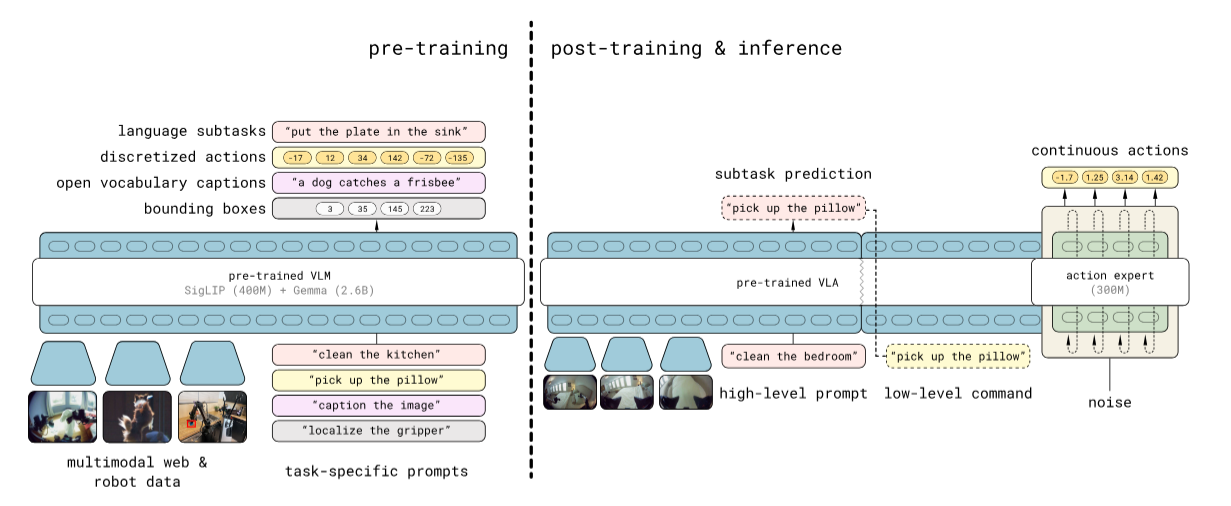 pre-training
post-training & inference
language subtasks
"put the plate in the sink"
discretized actions
-17 12 34 142 -72 -135
open vocabulary captions
"a dog catches a frisbee"
bounding boxes
3 35 145 223
pre-trained VLM
SigLIP (400M) + Gemma (2.6B)
"clean the kitchen"
"pick up the pillow"
"caption the image"
"localize the gripper"
multimodal web &
robot data
task-specific prompts
subtask prediction
"pick up the pillow"
pre-trained VLA
"clean the bedroom"
high-level prompt
"pick up the pillow"
low-level command
continuous actions
-1.7 1.25 3.14 1.42
action expert
(300M)
noise